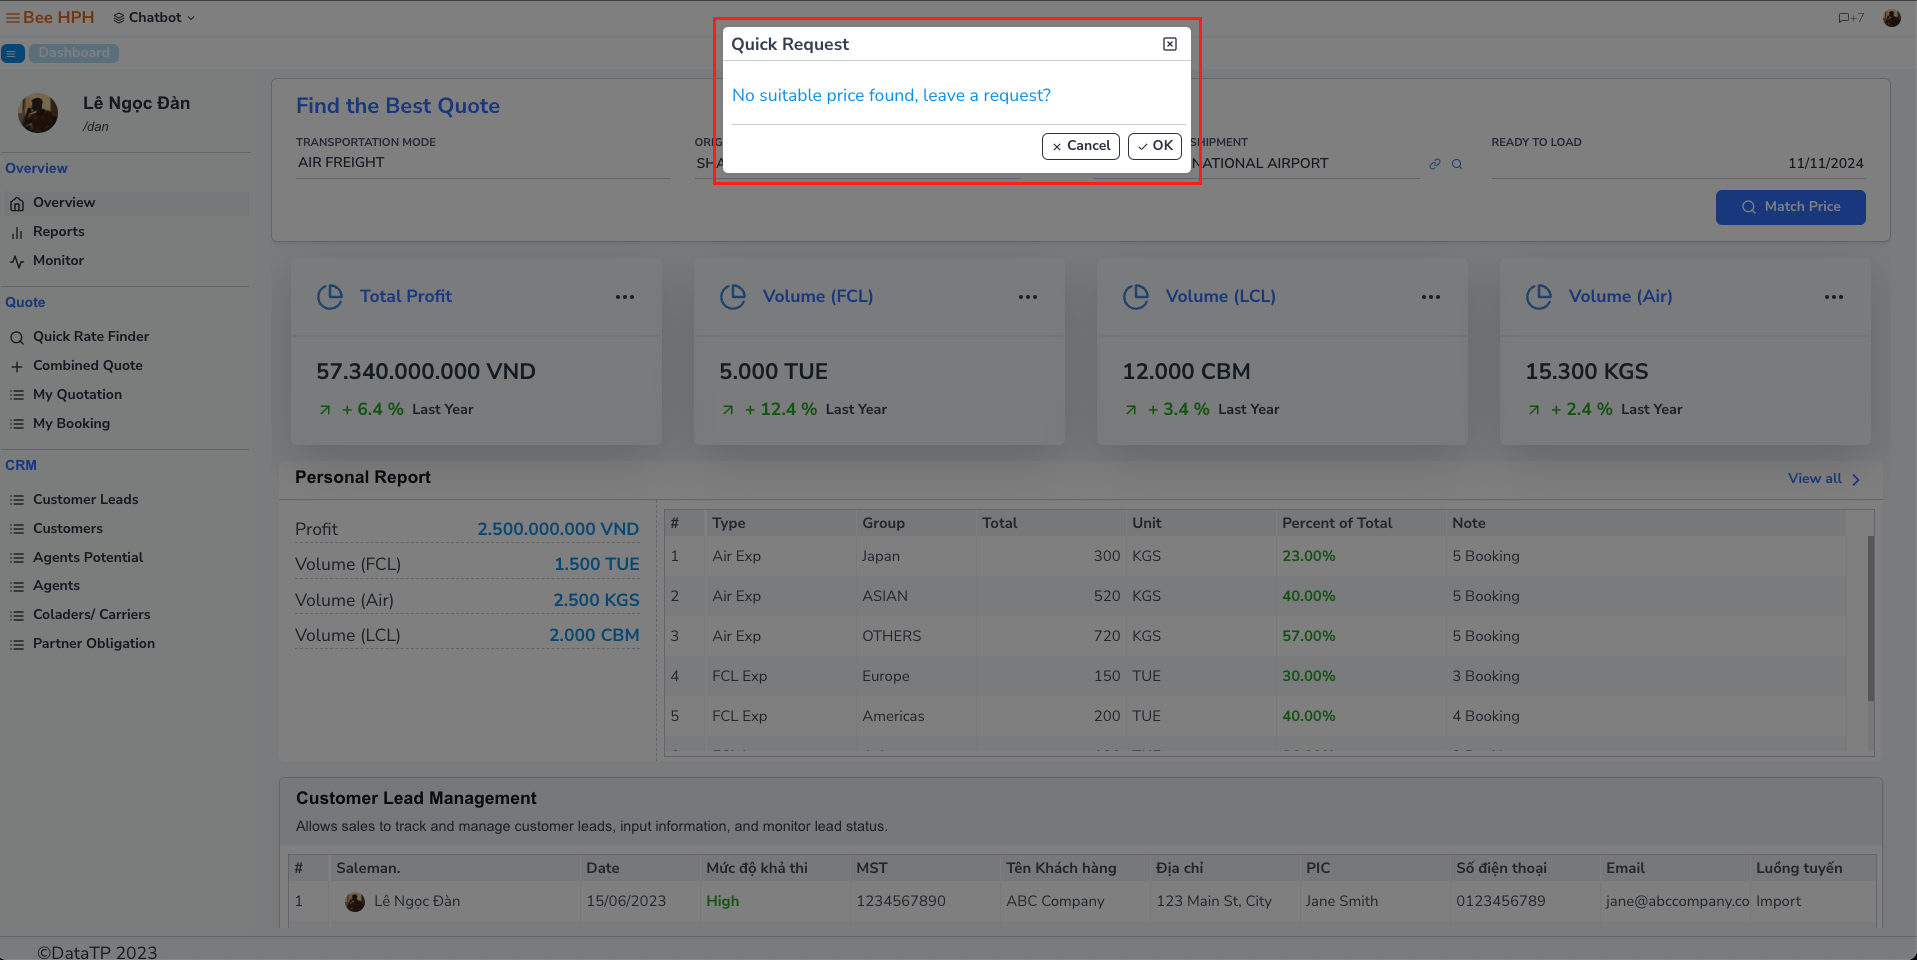 Bee HPH Chatbot +7
Dashboard
Quick Request
No suitable price found, leave a request?
Cancel OK
Lê Ngọc Đàn
/dan
Overview
Overview
Reports
Monitor
Quote
Quick Rate Finder
Combined Quote
My Quotation
My Booking
CRM
Customer Leads
Customers
Agents Potential
Agents
Coladers/ Carriers
Partner Obligation
Find the Best Quote
TRANSPORTATION MODE SHIPMENT READY TO LOAD
AIR FREIGHT NATIONAL AIRPORT 11/11/2024
Match Price
Total Profit
57.340.000.000 VND
+ 6.4 % Last Year
Volume (FCL)
5.000 TUE
+ 12.4 % Last Year
Volume (LCL)
12.000 CBM
+ 3.4 % Last Year
Volume (Air)
15.300 KGS
+ 2.4 % Last Year
Personal Report View all
Profit 2.500.000.000 VND
Volume (FCL) 1.500 TUE
Volume (Air) 2.500 KGS
Volume (LCL) 2.000 CBM
# Type Group Total Unit Percent of Total Note
1 Air Exp Japan 300 KGS 23.00% 5 Booking
2 Air Exp ASIAN 520 KGS 40.00% 5 Booking
3 Air Exp OTHERS 720 KGS 57.00% 5 Booking
4 FCL Exp Europe 150 TUE 30.00% 3 Booking
5 FCL Exp Americas 200 TUE 40.00% 4 Booking
Customer Lead Management
Allows sales to track and manage customer leads, input information, and monitor lead status.
# Saleman. Date Mức độ khả thi MST Tên Khách hàng Địa chỉ PIC Số điện thoại Email Luồng tuyến
1 Lê Ngọc Đàn 15/06/2023 High 1234567890 ABC Company 123 Main St, City Jane Smith 0123456789 jane@abccompany.co Import
©DataTP 2023